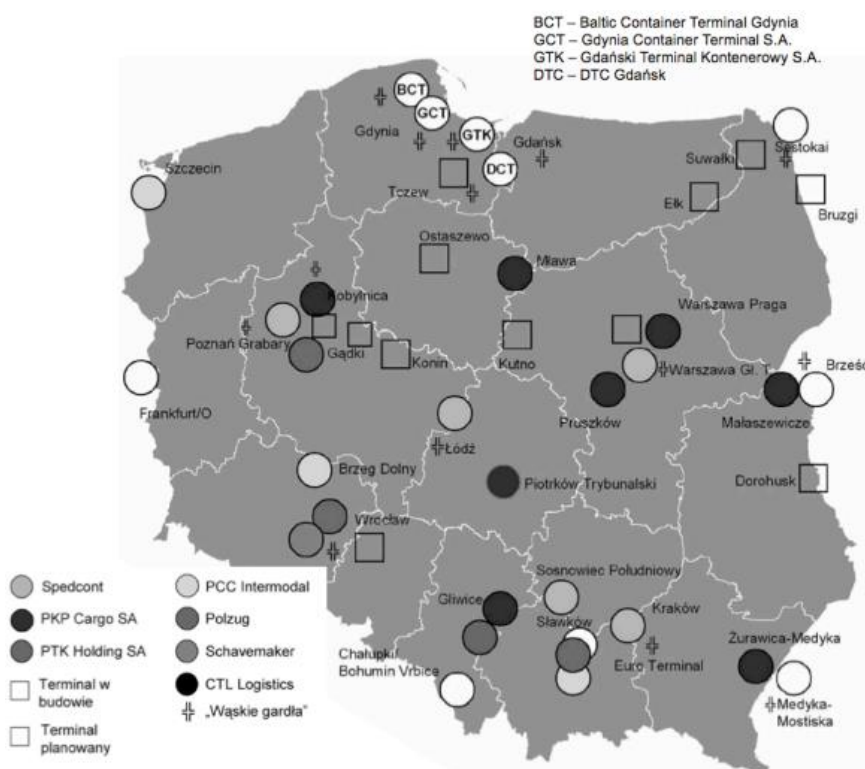 BCT – Baltic Container Terminal Gdynia
GCT – Gdynia Container Terminal S.A.
GTK – Gdański Terminal Kontenerowy S.A.
DTC – DTC Gdańsk
BCT
GCT
Gdynia
GTK
Gdańsk
DCT
Tczew
Szczecin
Suwałki
Sestokai
Ełk
Bruzgi
Ostaszewo
Mława
Kobylnica
Warszawa Praga
Poznań Grabary
Gądki
Konin
Kutno
Warszawa Gł. T.
Brześć
Frankfurt/O
Pruszków
Małaszewicze
Łódź
Brzeg Dolny
Piotrków Trybunalski
Dorohusk
Wrocław
Sosnowiec Południowy
Gliwice
Sławków
Kraków
Żurawica-Medyka
Chałupki/
Bohumin Vrbice
Euro Terminal
Medyka-
Mostiska
Spedcont
PKP Cargo SA
PTK Holding SA
Terminal w
budowie
Terminal
planowany
PCC Intermodal
Polzug
Schavemaker
CTL Logistics
„Wąskie gardła"